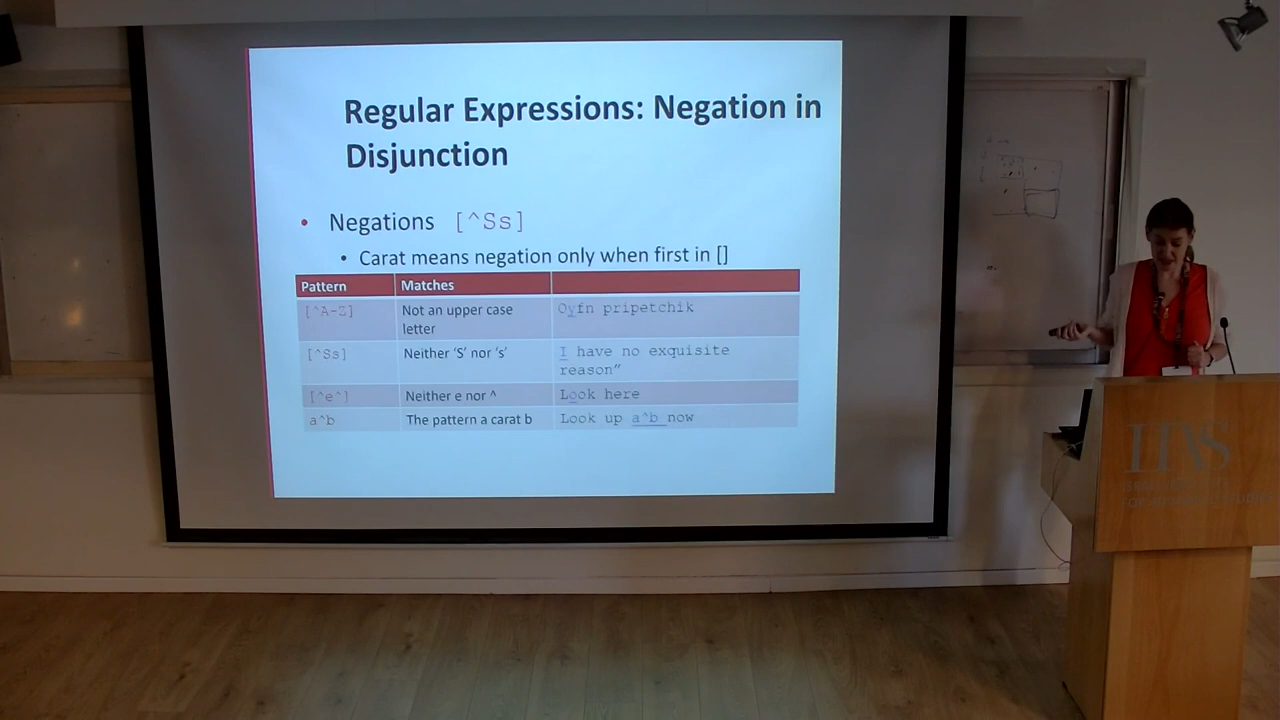 Regular Expressions: Negation in
Disjunction
• Negations [^Ss]
• Carat means negation only when first in []
Pattern Matches
[^A-Z] Not an upper case letter Oyfn pripetchik
[^Ss] Neither ‘S’ nor ‘s’ I have no exquisite reason”
[^e^] Neither e nor ^ Look here
a^b The pattern a carat b Look up a^b now
IIAS